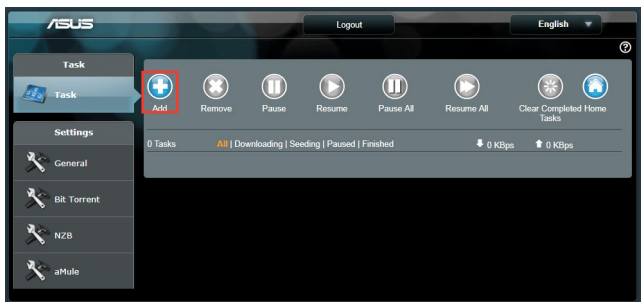 ASUS
Logout
English
?
Task
Task
Add
Remove
Pause
Resume
Pause All
Resume All
Clear Completed
Tasks
Home
0 Tasks
All | Downloading | Seeding | Paused | Finished
0 KBps
0 KBps
Settings
General
Bit Torrent
NZB
aMule